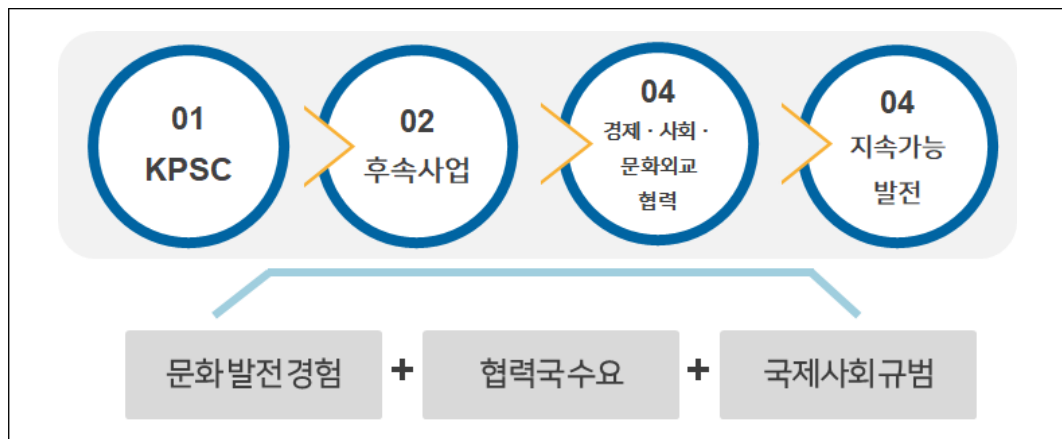 01
KPSC
02
후속사업
04
경제 · 사회 ·
문화외교
협력
04
지속가능
발전
문화 발전 경험 + 협력국 수요 + 국제사회 규범